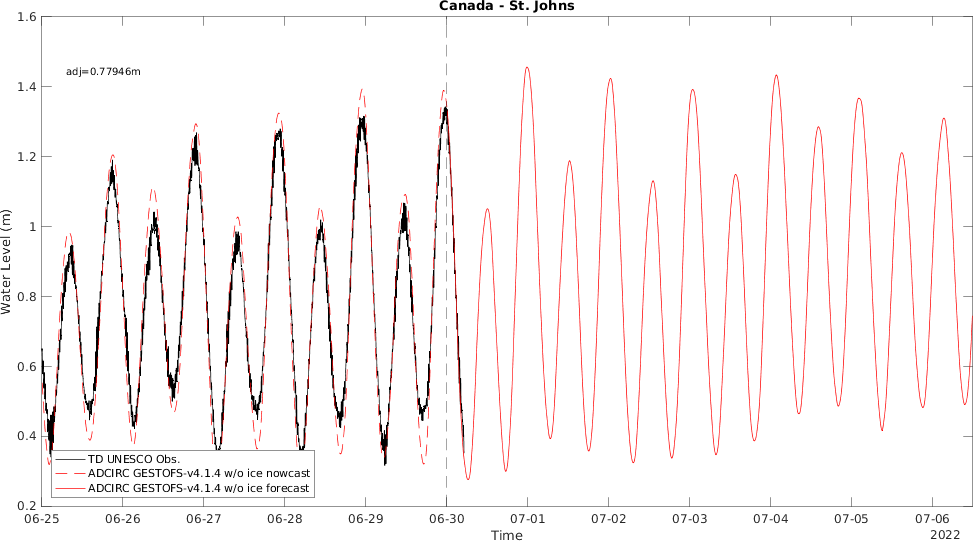 Canada - St. Johns
adj=0.77946m
Water Level (m)
1.6
1.4
1.2
1
0.8
0.6
0.4
0.2
TD UNESCO Obs.
ADCIRC GESTOFS-v4.1.4 w/o ice nowcast
ADCIRC GESTOFS-v4.1.4 w/o ice forecast
06-25 06-26 06-27 06-28 06-29 06-30 07-01 07-02 07-03 07-04 07-05 07-06
2022
Time